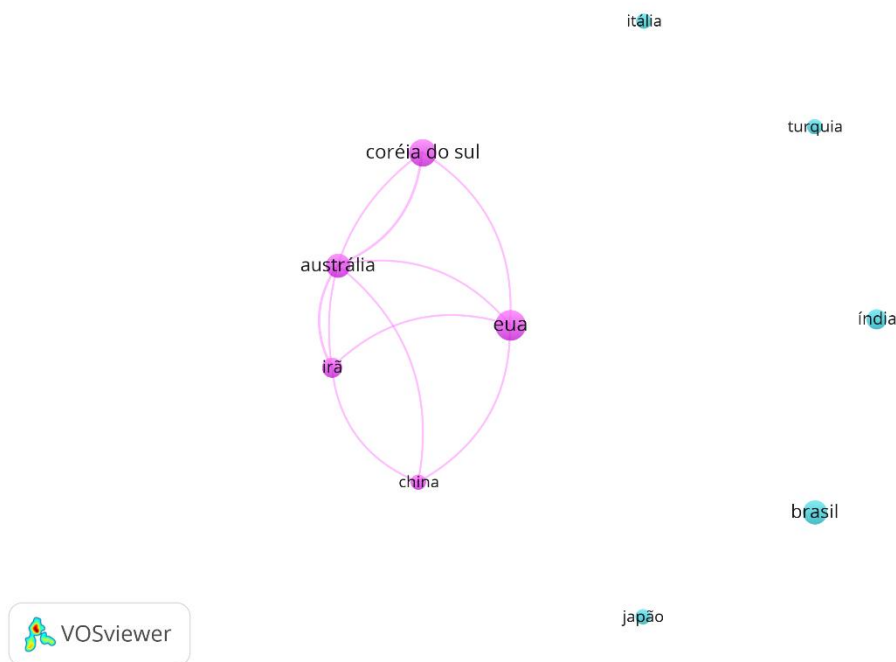 itália
turquia
coréia do sul
austrália
índia
eua
irã
china
brasil
japão
VOSviewer